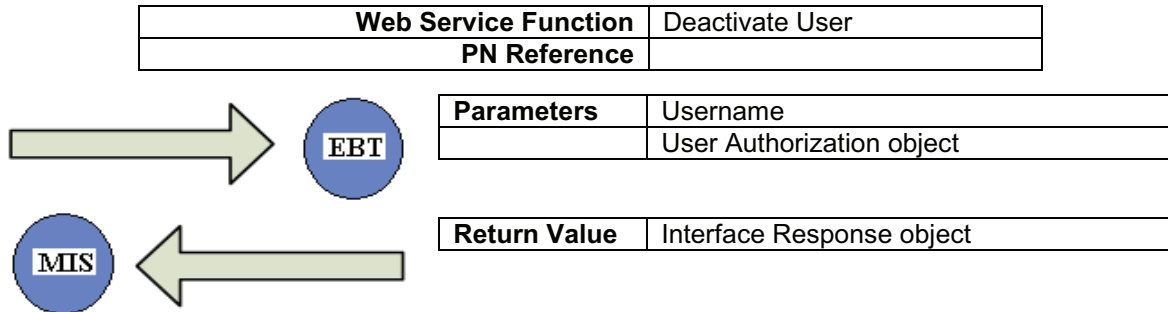 Web Service Function Deactivate User
PN Reference
Parameters Username
User Authorization object
EBT
Return Value Interface Response object
MIS